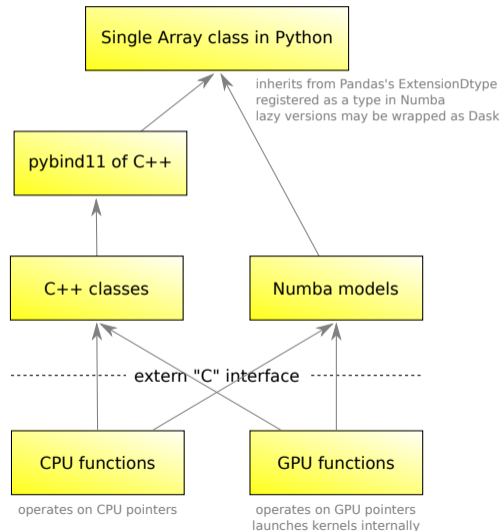 Single Array class in Python
inherits from Pandas's ExtensionDtype
registered as a type in Numba
lazy versions may be wrapped as Dask
pybind11 of C++
C++ classes
Numba models
extern "C" interface
CPU functions
GPU functions
operates on CPU pointers
operates on GPU pointers
launches kernels internally